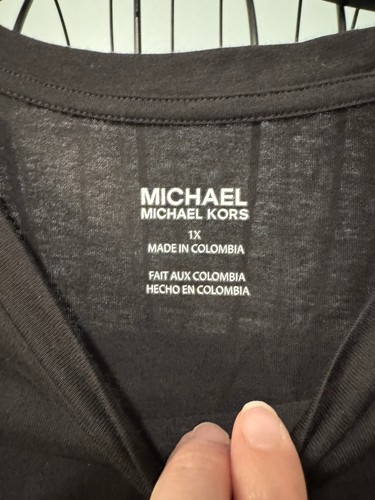 MICHAEL
MICHAEL KORS
1X
MADE IN COLOMBIA
FAIT AUX COLOMBIA
HECHO EN COLOMBIA